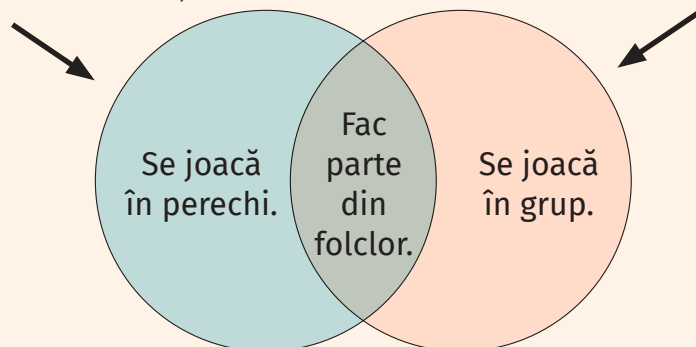 Se joacă
în perechi.
Fac
parte
din
folclor.
Se joacă
în grup.